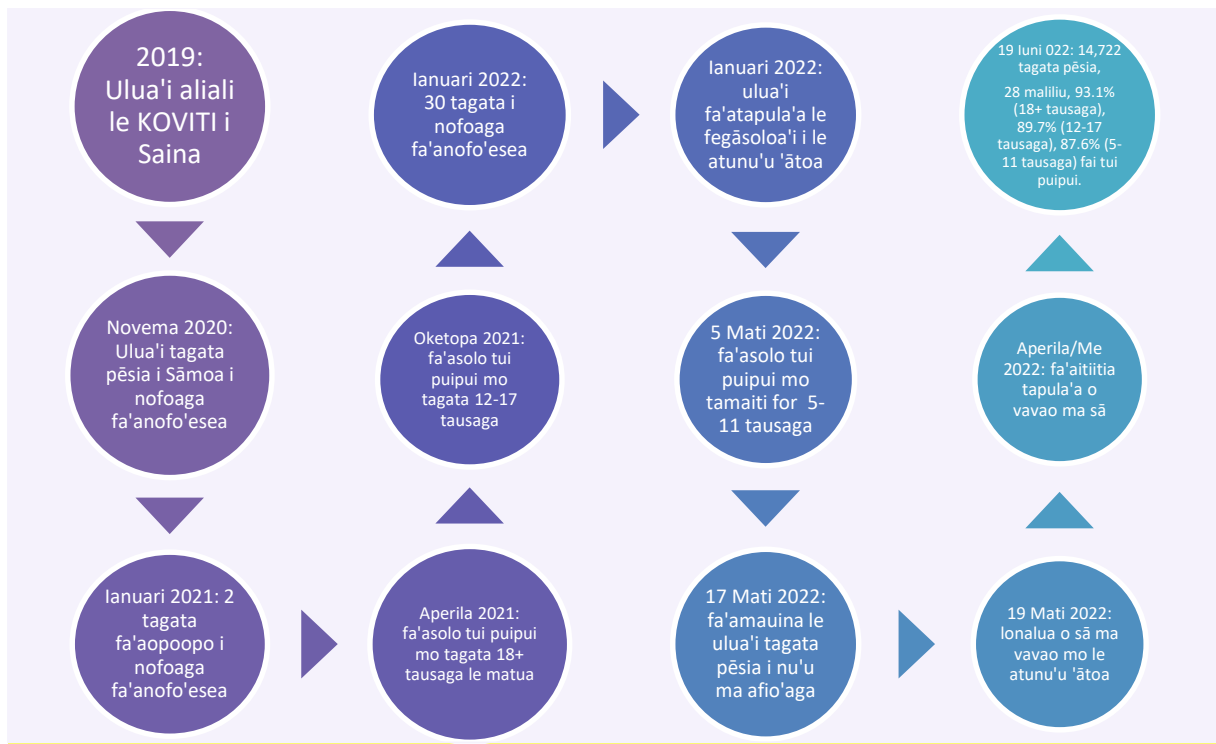 2019:
Ulua'i aliali
le KOVITI i
Saina
Novema 2020:
Ulua'i tagata
pēsia i Sāmoa i
nofoaga
fa'anofo'esea
Ianuari 2021: 2
tagata
fa'aopoopo i
nofoaga
fa'anofo'esea
Aperila 2021:
fa'asolo tui puipui
mo tagata 18+
tausaga le matua
Oketopa 2021:
fa'asolo tui
puipui mo
tagata 12-17
tausaga
Ianuari 2022:
30 tagata i
nofoaga
fa'anofo'esea
Ianuari 2022:
ulua'i
fa'atapula'a le
fegāsoloa'i i le
atunu'u 'ātoa
5 Mati 2022:
fa'asolo tui
puipui mo
tamaiti for 5-
11 tausaga
17 Mati 2022:
fa'amauina le
ulua'i tagata
pēsia i nu'u
ma afio'aga
19 Mati 2022:
lonalua o sā ma
vavao mo le
atunu'u 'ātoa
Aperila/Me
2022: fa'aitiitia
tapula'a o
vavao ma sā
19 Iuni 022: 14,722
tagata pēsia,
28 maliliu, 93.1%
(18+ tausaga),
89.7% (12-17
tausaga), 87.6% (5-
11 tausaga) fai tui
puipui.